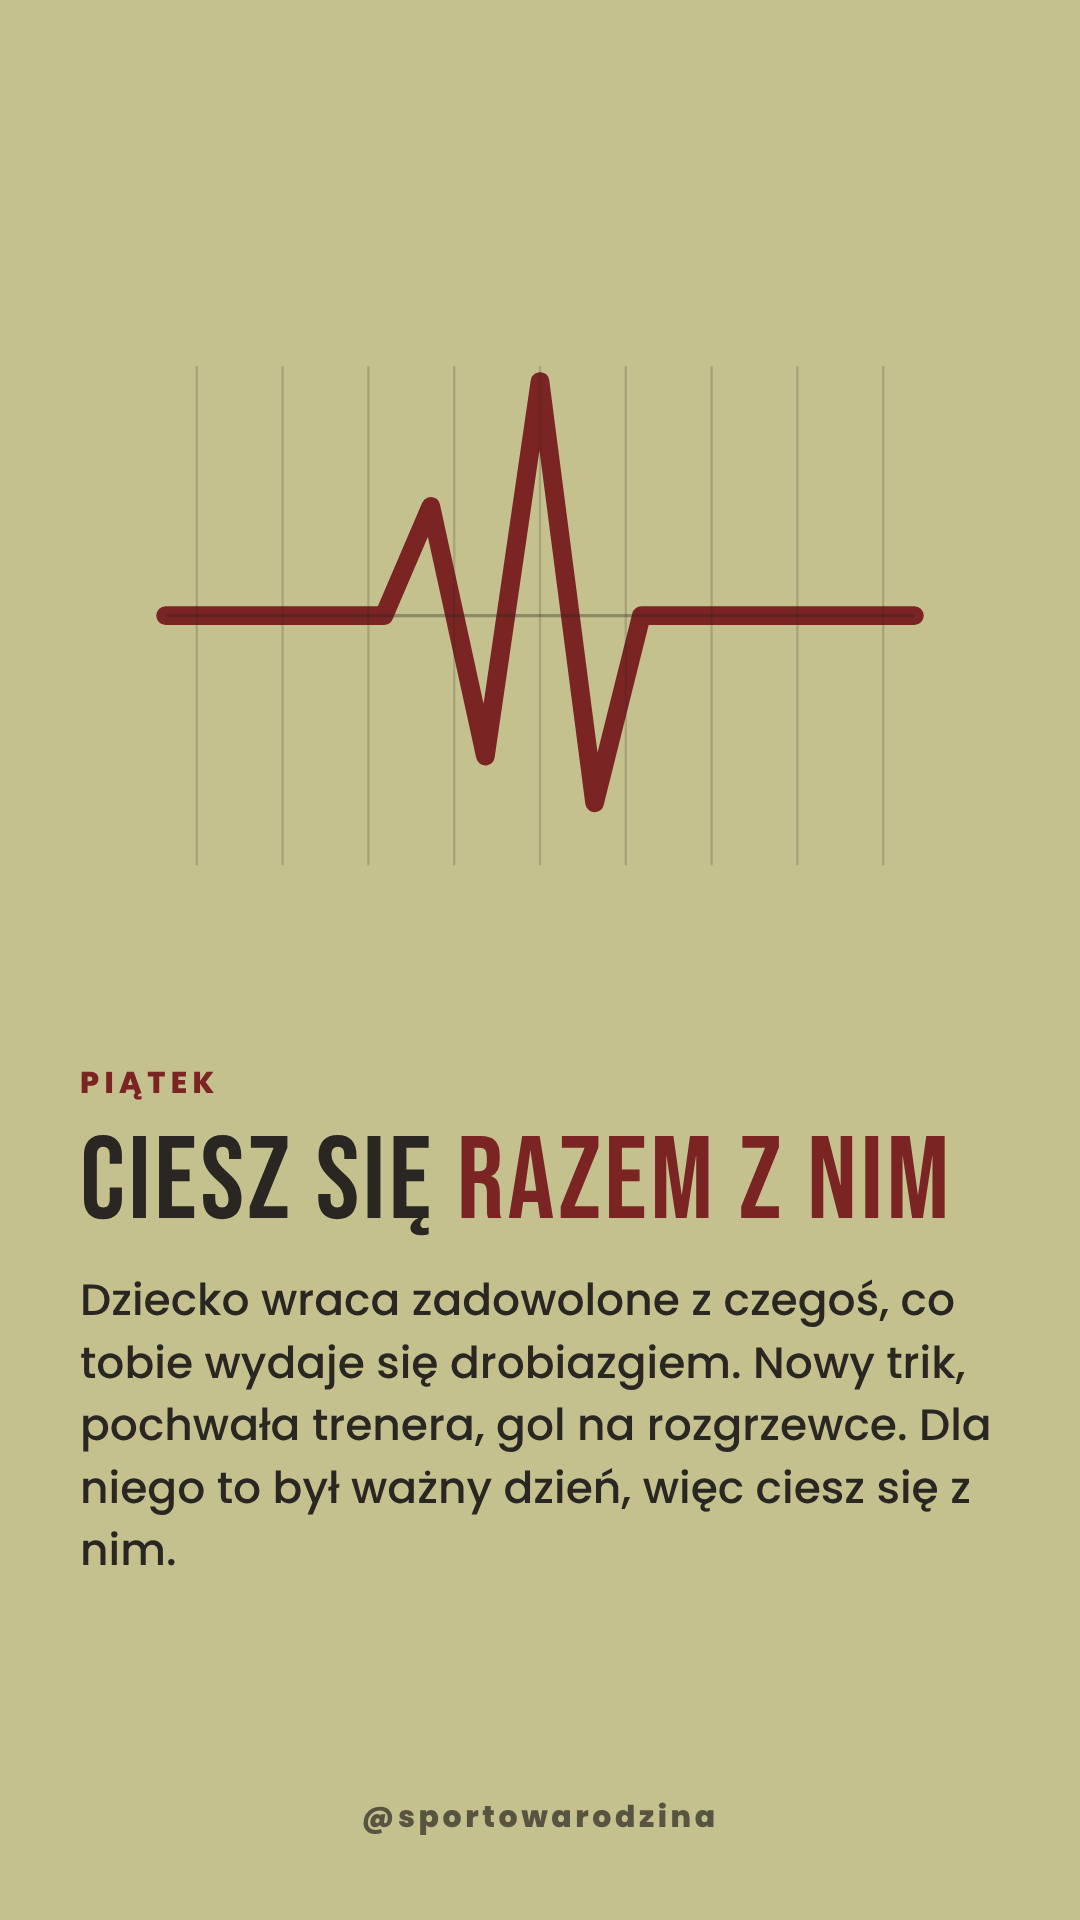 PIĄTEK
CIESZ SIĘ RAZEM Z NIM
Dziecko wraca zadowolone z czegoś, co
tobie wydaje się drobiazgiem. Nowy trik,
pochwała trenera, gol na rozgrzewce. Dla
niego to był ważny dzień, więc ciesz się z
nim.
@sportowarodzina